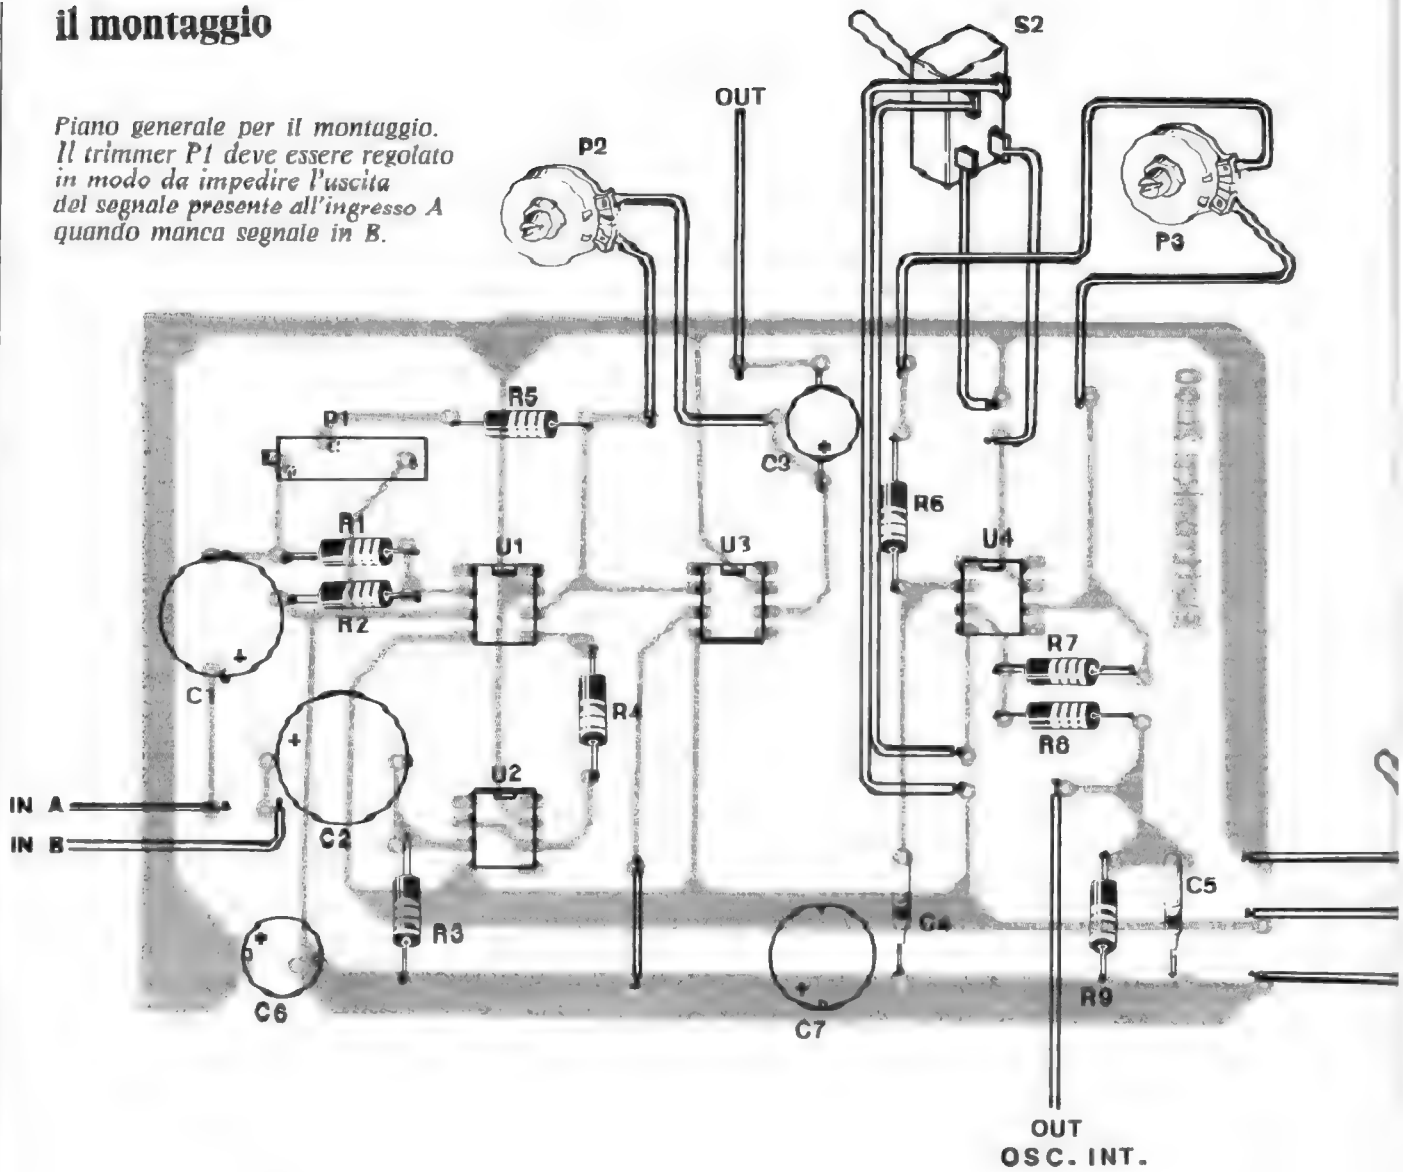 il montaggio
Piano generale per il montaggio.
Il trimmer P1 deve essere regolato
in modo da impedire l'uscita
del segnale presente all'ingresso A
quando manca segnale in B.
S2
OUT
P2
P3
R5
P1
C3
R6
R1
U1
U3
U4
R2
R7
C1
R4
R8
U2
IN A
C2
IN B
C5
R3
C4
R9
C6
C7
OUT
OSC. INT.